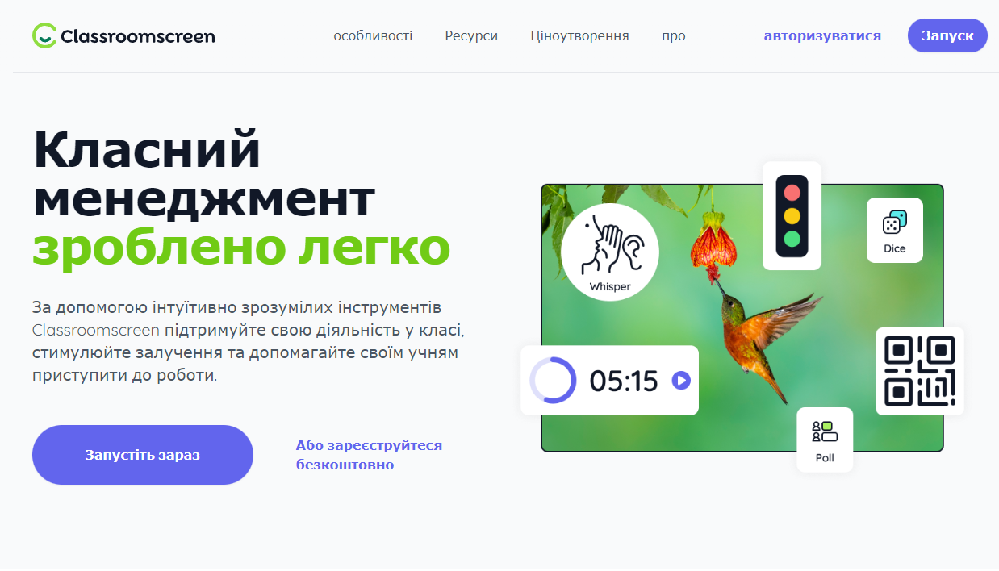 Classroomscreen
особливості
Ресурси
Ціноутворення
про
авторизуватися
Запуск
Класний
менеджмент
зроблено легко
За допомогою інтуїтивно зрозумілих інструментів
Classroomscreen підтримуйте свою діяльність у класі,
стимулюйте залучення та допомагайте своїм учням
приступити до роботи.
Запустіть зараз
Або зареєструйтеся
безкоштовно
Whisper
Dice
05:15
Poll